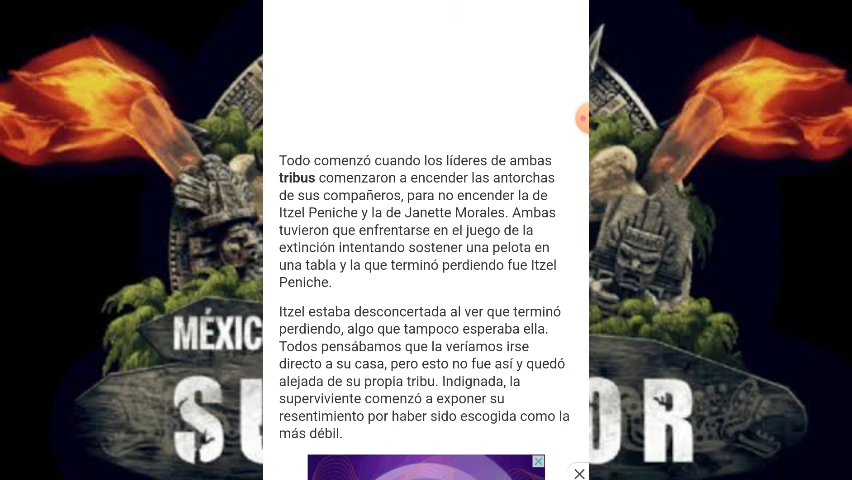 Todo comenzó cuando los líderes de ambas
tribus comenzaron a encender las antorchas
de sus compañeros, para no encender la de
Itzel Peniche y la de Janette Morales. Ambas
tuvieron que enfrentarse en el juego de la
extinción intentando sostener una pelota en
una tabla y la que terminó perdiendo fue Itzel
Peniche.
Itzel estaba desconcertada al ver que terminó
perdiendo, algo que tampoco esperaba ella.
Todos pensábamos que la veríamos irse
directo a su casa, pero esto no fue así y quedó
alejada de su propia tribu. Indignada, la
superviviente comenzó a exponer su
resentimiento por haber sido escogida como la
más débil.
MÉXIC
SU
OR